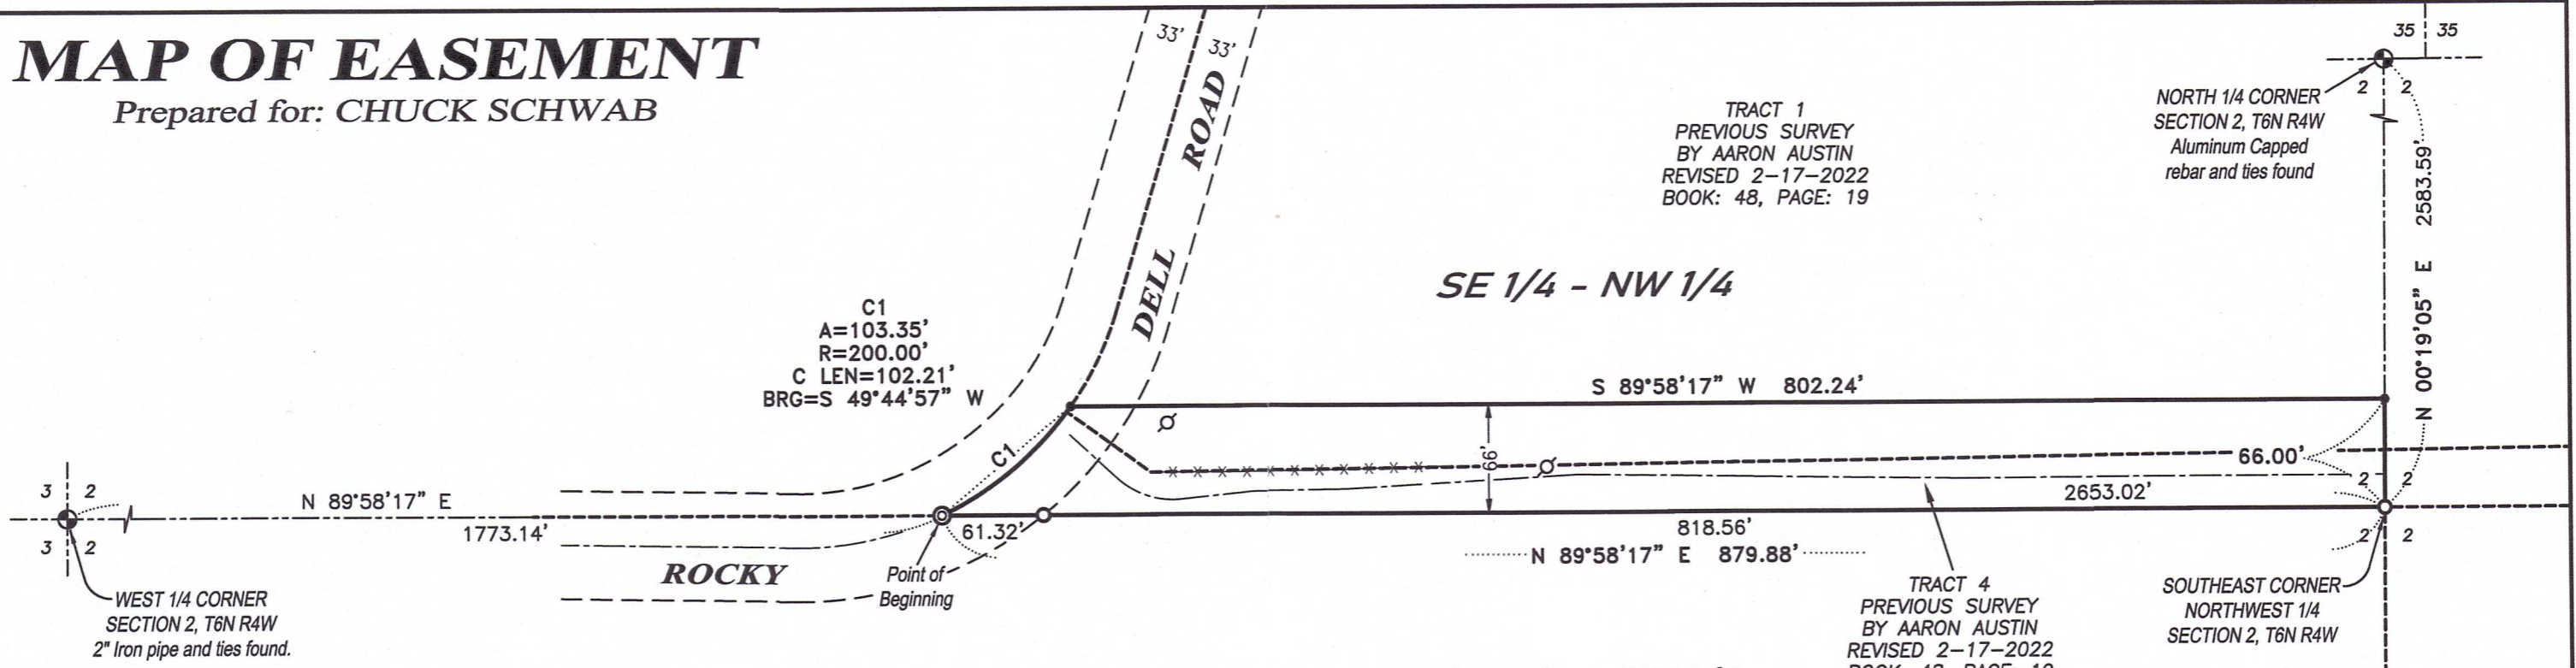 MAP OF EASEMENT
Prepared for: CHUCK SCHWAB
33'
33'
ROAD
DELL
TRACT 1
PREVIOUS SURVEY
BY AARON AUSTIN
REVISED 2-17-2022
BOOK: 48, PAGE: 19
35
35
NORTH 1/4 CORNER
SECTION 2, T6N R4W
Aluminum Capped
rebar and ties found
2
2
N 00°19'05" E 2583.59'
SE 1/4 - NW 1/4
C1
A=103.35'
R=200.00'
C LEN=102.21'
BRG=S 49°44'57" W
S 89°58'17" W 802.24'
C1
66'
66.00'
3
2
3
2
N 89°58'17" E
1773.14'
61.32'
2653.02'
2
2
2
2
818.56'
N 89°58'17" E 879.88'
ROCKY
Point of
Beginning
WEST 1/4 CORNER
SECTION 2, T6N R4W
2" Iron pipe and ties found.
TRACT 4
PREVIOUS SURVEY
BY AARON AUSTIN
REVISED 2-17-2022
SOUTHEAST CORNER
NORTHWEST 1/4
SECTION 2, T6N R4W